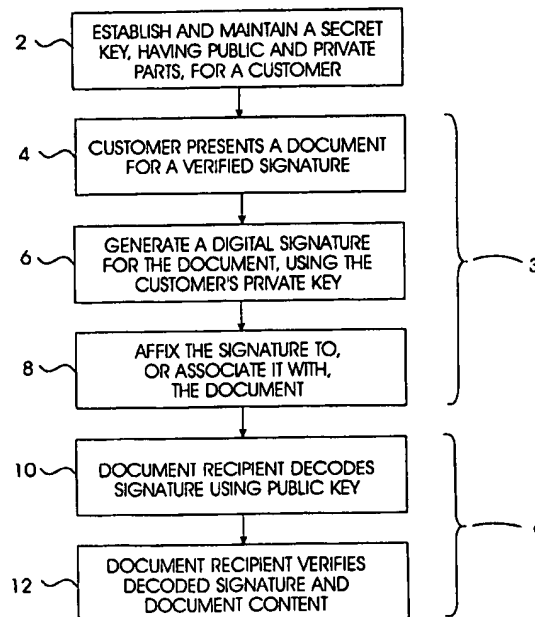 2
ESTABLISH AND MAINTAIN A SECRET
KEY, HAVING PUBLIC AND PRIVATE
PARTS, FOR A CUSTOMER
4
CUSTOMER PRESENTS A DOCUMENT
FOR A VERIFIED SIGNATURE
6
GENERATE A DIGITAL SIGNATURE
FOR THE DOCUMENT, USING THE
CUSTOMER'S PRIVATE KEY
3
8
AFFIX THE SIGNATURE TO,
OR ASSOCIATE IT WITH,
THE DOCUMENT
10
DOCUMENT RECIPIENT DECODES
SIGNATURE USING PUBLIC KEY
12
DOCUMENT RECIPIENT VERIFIES
DECODED SIGNATURE AND
DOCUMENT CONTENT